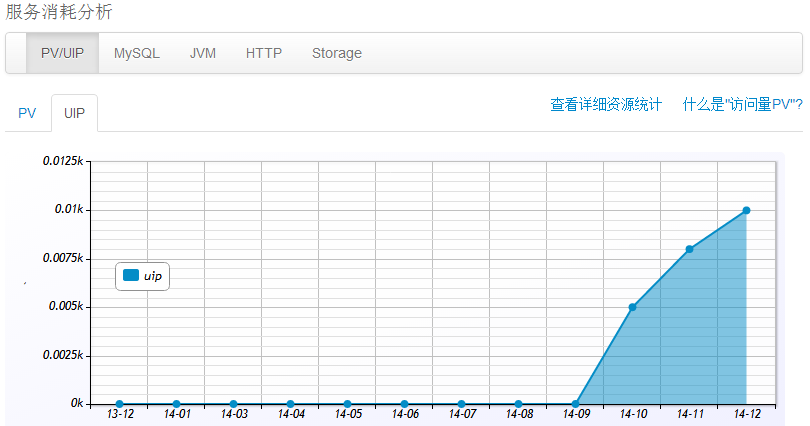 服务消耗分析
PV/UIP MySQL JVM HTTP Storage
PV UIP 查看详细资源统计 什么是"访问量PV"?
0.0125k
0.01k
0.0075k
uip
0.005k
0.0025k
0k
13-12 14-01 14-03 14-04 14-05 14-06 14-07 14-08 14-09 14-10 14-11 14-12